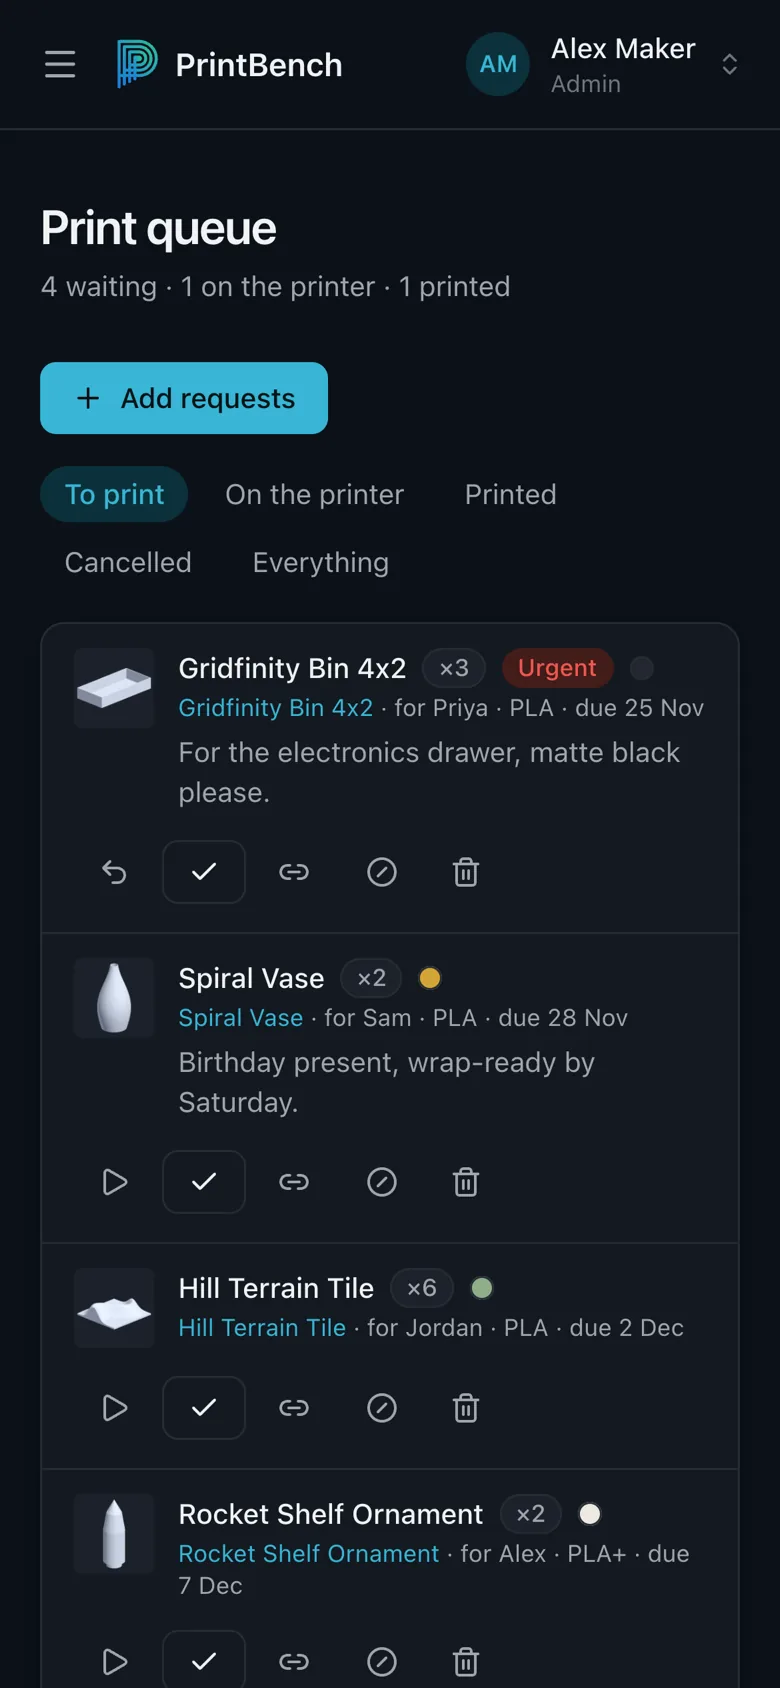 PrintBench
AM
Alex Maker
Admin
Print queue
4 waiting · 1 on the printer · 1 printed
+ Add requests
To print
On the printer
Printed
Cancelled
Everything
Gridfinity Bin 4x2 ×3 Urgent
Gridfinity Bin 4x2 · for Priya · PLA · due 25 Nov
For the electronics drawer, matte black
please.
Spiral Vase ×2
Spiral Vase · for Sam · PLA · due 28 Nov
Birthday present, wrap-ready by
Saturday.
Hill Terrain Tile ×6
Hill Terrain Tile · for Jordan · PLA · due 2 Dec
Rocket Shelf Ornament ×2
Rocket Shelf Ornament · for Alex · PLA+ · due
7 Dec